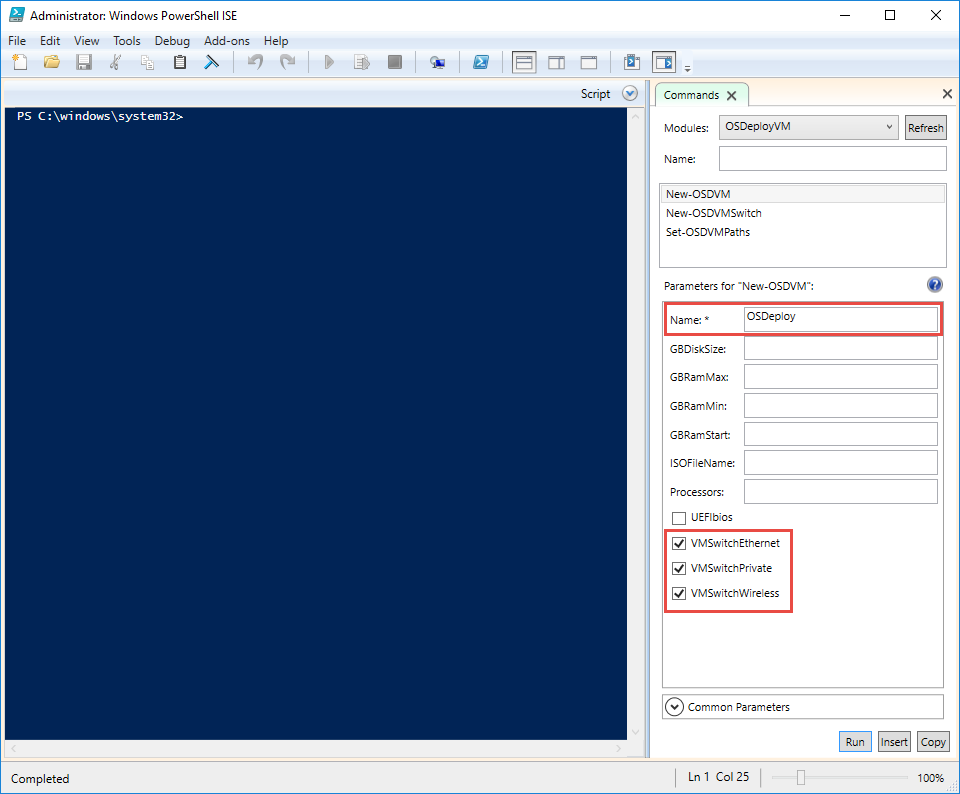 Administrator: Windows PowerShell ISE
File Edit View Tools Debug Add-ons Help
Script
PS C:\windows\system32>
Commands
Modules: OSDeployVM Refresh
Name:
New-OSDVM
New-OSDVMSwitch
Set-OSDVMPaths
Parameters for "New-OSDVM": ?
Name: * OSDeploy
GBDiskSize:
GBRamMax:
GBRamMin:
GBRamStart:
ISOFileName:
Processors:
UEFIbios
VMSwitchEthernet
VMSwitchPrivate
VMSwitchWireless
Common Parameters
Run Insert Copy
Completed Ln 1 Col 25 100%